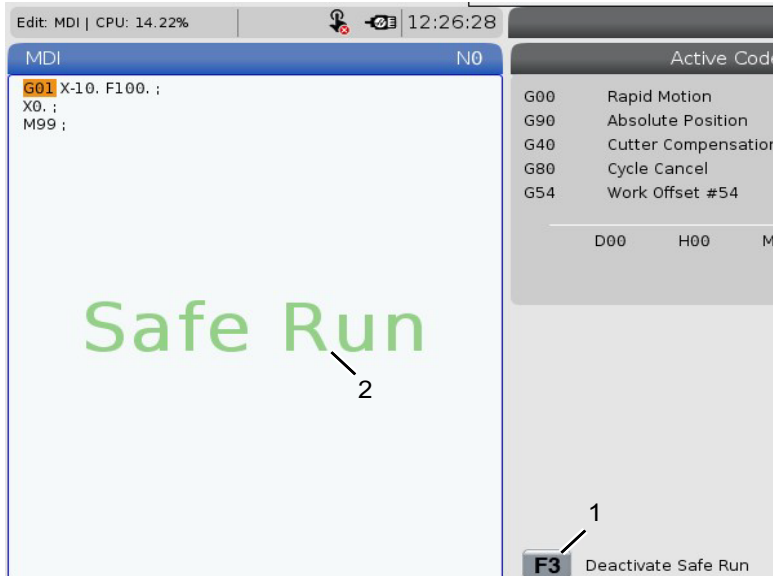 Edit: MDI | CPU: 14.22%
12:26:28
MDI
N0
G01 X-10. F100. ;
X0. ;
M99 ;
Safe Run
2
Active
G00 Rapid Motion
G90 Absolute Position
G40 Cutter
G80 Cycle Cancel
G54 Work Offset #54
D00 H00
1
F3 Deactivate Safe Run